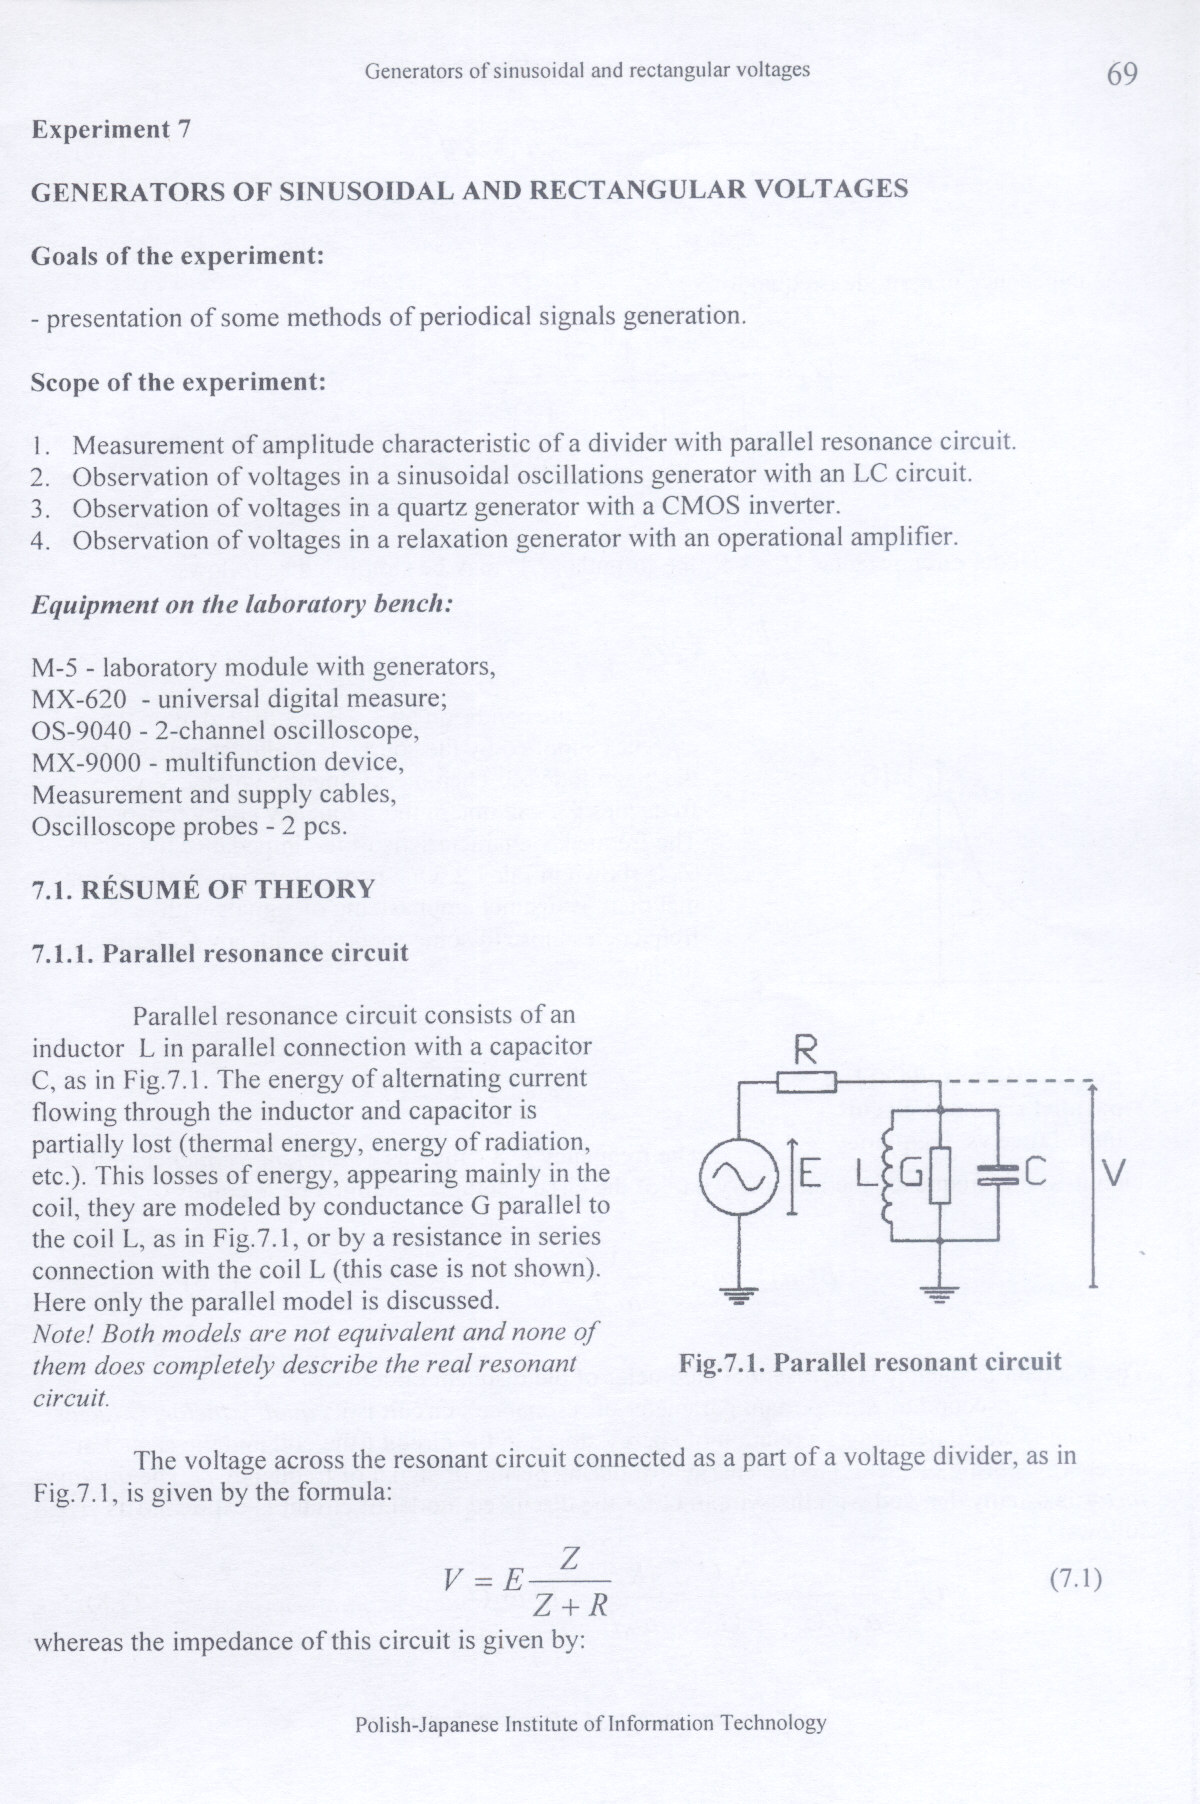 Generators of sinusoidal and rectangular voltages
69
Experiment 7
GENERATORS OF SINUSOIDAL AND RECTANGULAR VOLTAGES
Goals of the experiment:
- presentation of some methods of periodical signals generation.
Scope of the experiment:
1. Measurement of amplitude characteristic of a divider with parallel resonance circuit.
2. Observation of voltages in a sinusoidal oscillations generator with an LC circuit.
3. Observation of voltages in a quartz generator with a CMOS inverter.
4. Observation of voltages in a relaxation generator with an operational amplifier.
Equipment on the laboratory bench:
M-5 - laboratory module with generators,
MX-620 - universal digital measure;
OS-9040 - 2-channel oscilloscope,
MX-9000 - multifunction device,
Measurement and supply cables,
Oscilloscope probes - 2 pcs.
7.1. RÉSUMÉ OF THEORY
7.1.1. Parallel resonance circuit
Parallel resonance circuit consists of an
inductor L in parallel connection with a capacitor
C, as in Fig.7.1. The energy of alternating current
flowing through the inductor and capacitor is
partially lost (thermal energy, energy of radiation,
etc.). This losses of energy, appearing mainly in the
coil, they are modeled by conductance G parallel to
the coil L, as in Fig.7.1, or by a resistance in series
connection with the coil L (this case is not shown).
Here only the parallel model is discussed.
Note! Both models are not equivalent and none of
them does completely describe the real resonant
circuit.
R
E L G C V
Fig.7.1. Parallel resonant circuit
The voltage across the resonant circuit connected as a part of a voltage divider, as in
Fig.7.1, is given by the formula:
V = E Z / (Z + R) (7.1)
whereas the impedance of this circuit is given by:
Polish-Japanese Institute of Information Technology